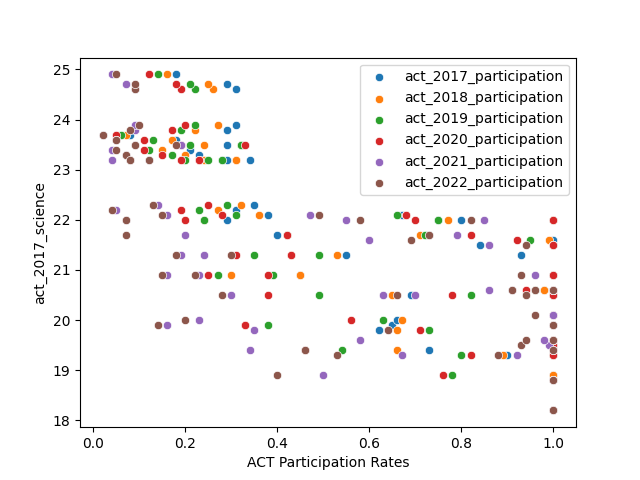 25
24
23
22
21
20
19
18
act_2017_science
0.0
0.2
0.4
0.6
0.8
1.0
ACT Participation Rates
act_2017_participation
act_2018_participation
act_2019_participation
act_2020_participation
act_2021_participation
act_2022_participation